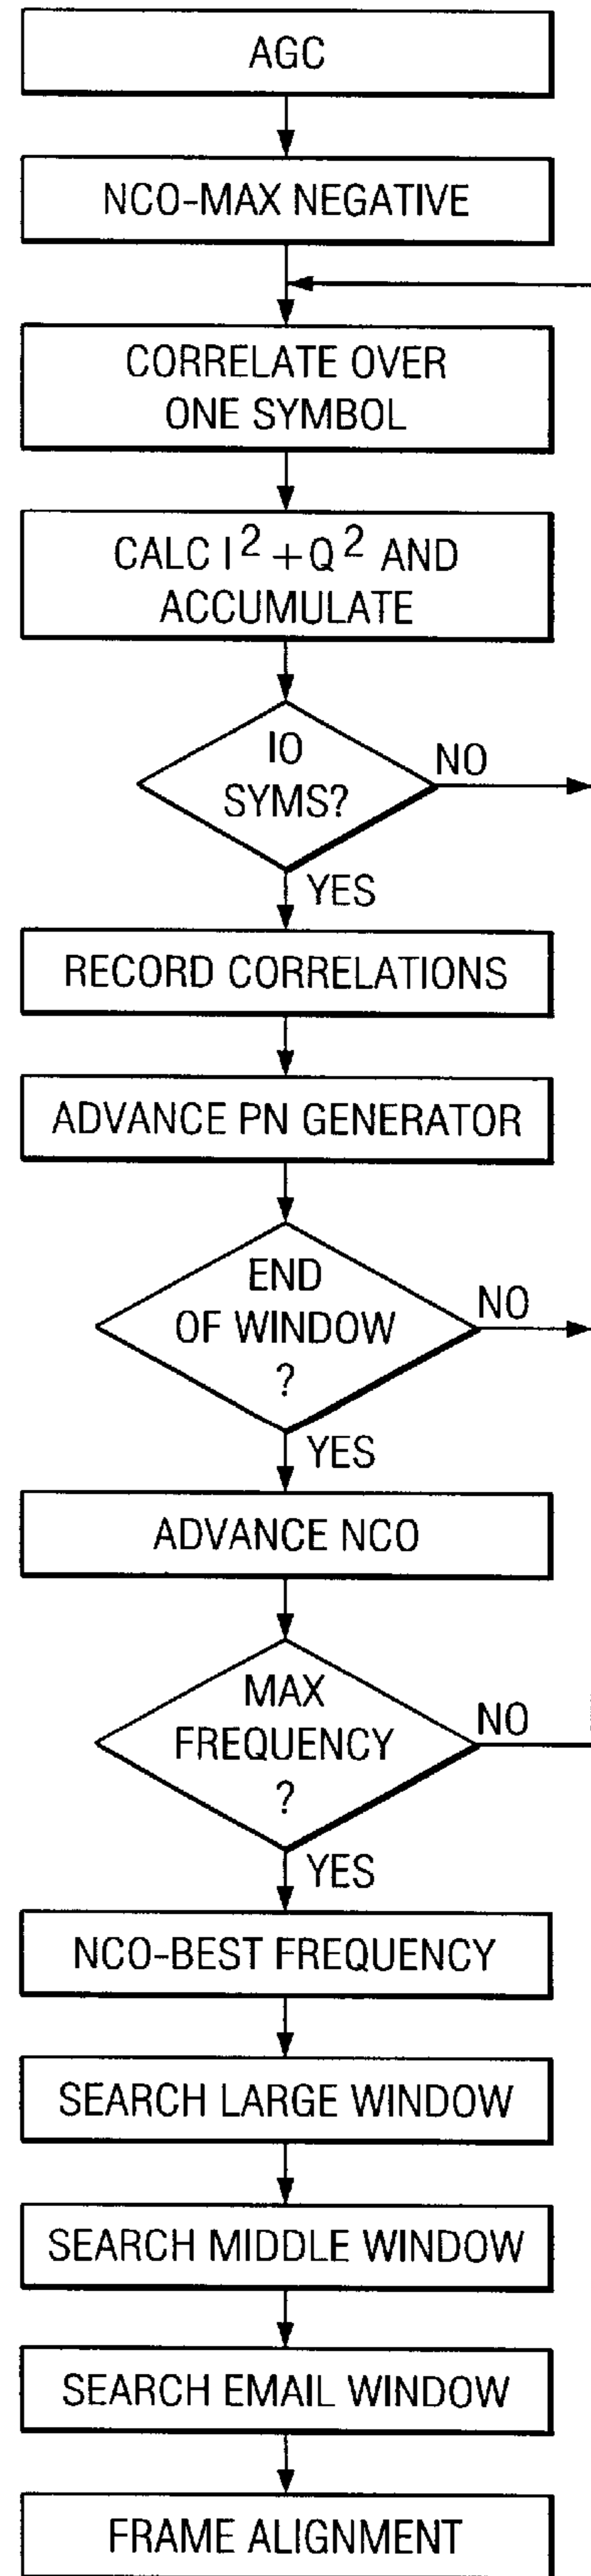 AGC
NCO-MAX NEGATIVE
CORRELATE OVER
ONE SYMBOL
CALC I² + Q² AND
ACCUMULATE
IO
SYMS?
NO
YES
RECORD CORRELATIONS
ADVANCE PN GENERATOR
END
OF WINDOW
?
NO
YES
ADVANCE NCO
MAX
FREQUENCY
?
NO
YES
NCO-BEST FREQUENCY
SEARCH LARGE WINDOW
SEARCH MIDDLE WINDOW
SEARCH EMAIL WINDOW
FRAME ALIGNMENT